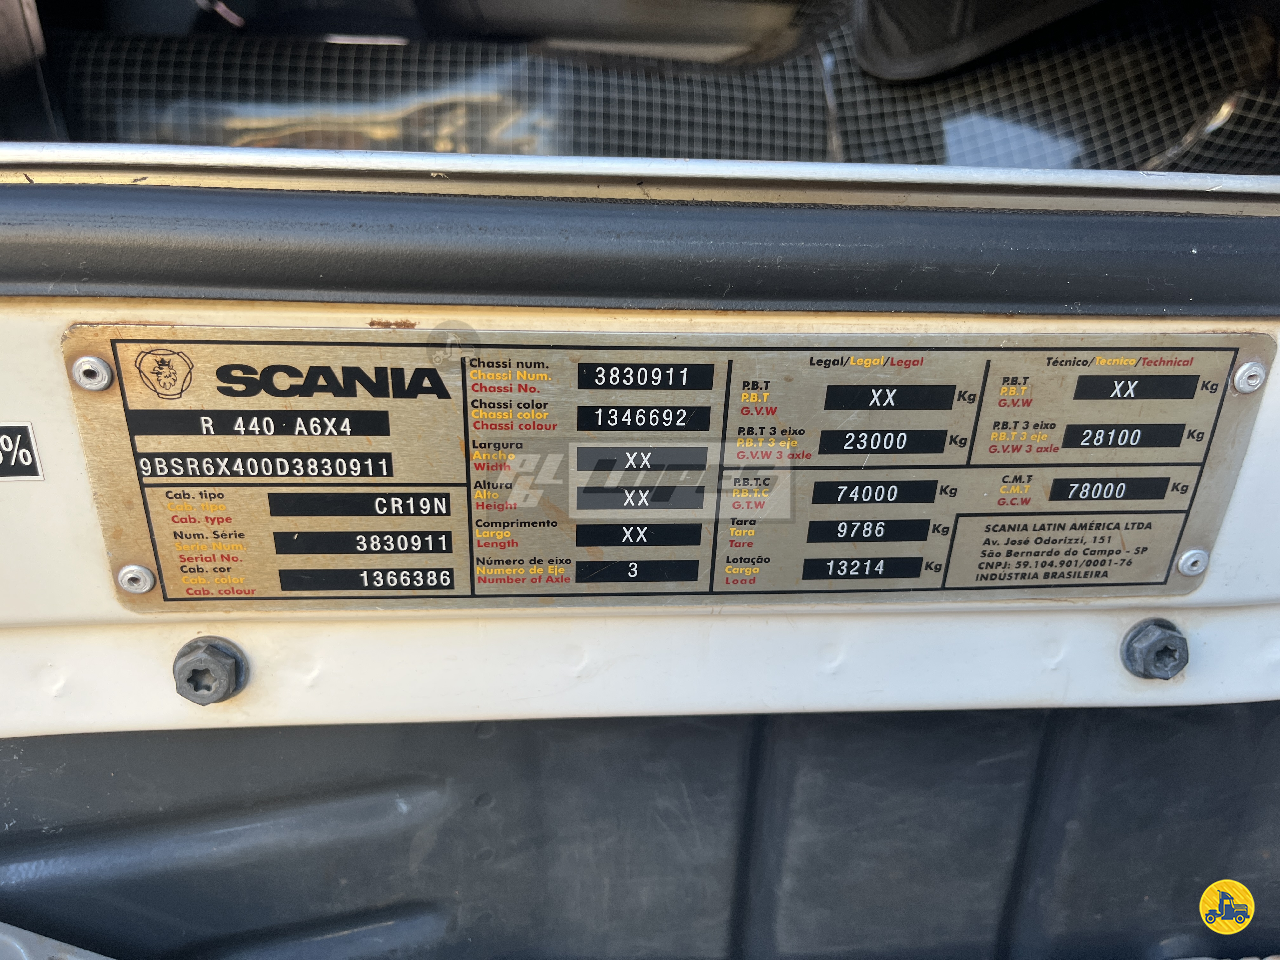 %
SCANIA
R 440 A6X4
9BSR6X400D3830911
Cab. tipo
Cab. tipo
Cab. type
CR19N
Num. Série
Serie Num.
Serial No.
3830911
Cab. cor
Cab. color
Cab. colour
1366386
Chassi num.
Chassi Num.
Chassi No.
3830911
Chassi color
Chassi color
Chassi colour
1346692
Largura
Ancho
Width
XX
Altura
Alto
Height
XX
Comprimento
Largo
Length
XX
Número de eixo
Numero de Eje
Number of Axle
3
Legal/Legal/Legal
P.B.T
P.B.T
G.V.W
XX Kg
P.B.T 3 eixo
P.B.T 3 eje
G.V.W 3 axle
23000 Kg
P.B.T.C
P.B.T.C
G.T.W
74000 Kg
Tara
Tara
Tare
9786 Kg
Lotação
Carga
Load
13214 Kg
Técnico/Tecnico/Technical
P.B.T
P.B.T
G.V.W
XX Kg
P.B.T 3 eixo
P.B.T 3 eje
G.V.W 3 axle
28100 Kg
C.M.T
C.M.T
G.C.W
78000 Kg
SCANIA LATIN AMÉRICA LTDA
Av. José Odorizzi, 151
São Bernardo do Campo - SP
CNPJ: 59.104.901/0001-76
INDUSTRIA BRASILEIRA